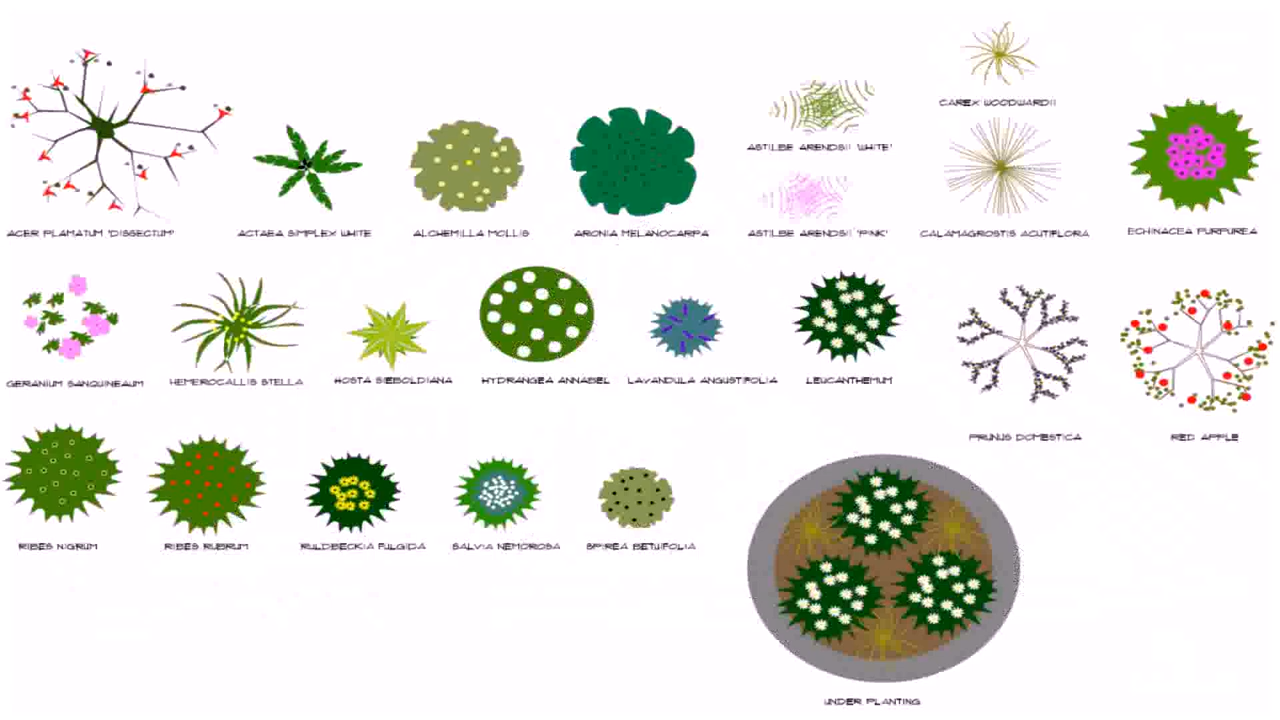 CAREX WOODWARDII
ASTILBE ARENDSII 'WHITE'
ACER PLAMATUM 'DISSECTUM'
ACTAEA SIMPLEX WHITE
ALCHEMILLA MOLLIS
ARONIA MELANOCARPA
ASTILBE ARENDSII 'PINK'
CALAMAGROSTIS ACUTIFLORA
ECHINACEA PURPUREA
GERANIUM SANQUINEAUM
HEMEROCALLIS STELLA
HOSTA SIEBOLDIANA
HYDRANGEA ANNABEL
LAVANDULA ANGUSTIFOLIA
LEUCANTHEMUM
PRUNUS DOMESTICA
RED APPLE
RIBES NIGRUM
RIBES RUBRUM
RULDBECKIA FULGIDA
SALVIA NEMOROSA
SPIREA BETUIFOLIA
UNDER PLANTING